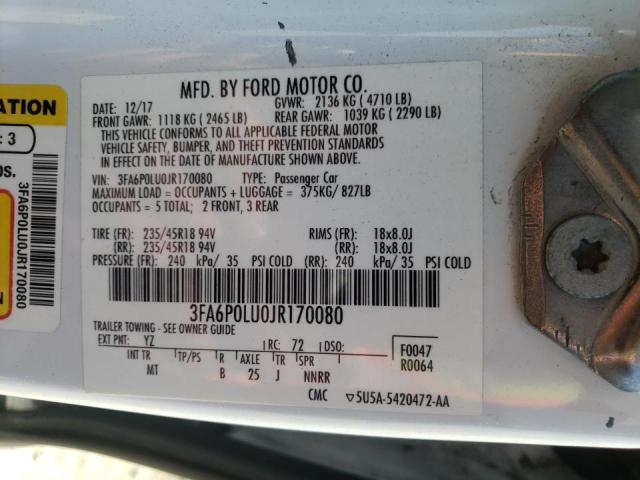 MFD. BY FORD MOTOR CO.
DATE: 12/17 GVWR: 2136 KG ( 4710 LB)
FRONT GAWR: 1118 KG ( 2465 LB) REAR GAWR: 1039 KG ( 2290 LB)
THIS VEHICLE CONFORMS TO ALL APPLICABLE FEDERAL MOTOR
VEHICLE SAFETY, BUMPER, AND THEFT PREVENTION STANDARDS
IN EFFECT ON THE DATE OF MANUFACTURE SHOWN ABOVE.
VIN: 3FA6P0LU0JR170080 TYPE: Passenger Car
MAXIMUM LOAD = OCCUPANTS + LUGGAGE = 375KG/ 827LB
OCCUPANTS = 5 TOTAL; 2 FRONT, 3 REAR
TIRE (FR): 235/45R18 94V RIMS (FR): 18x8.0J
(RR): 235/45R18 94V (RR): 18x8.0J
PRESSURE (FR): 240 kPa/ 35 PSI COLD (RR): 240 kPa/ 35 PSI COLD
3FA6P0LU0JR170080
TRAILER TOWING - SEE OWNER GUIDE
EXT PNT: YZ RC: 72 DSO: F0047
INT TR TP/PS R AXLE TR SPR R0064
MT B 25 J NNRR
CMC 5U5A-5420472-AA
ATION
: 3
OS.
3FA6P0LU0JR170080